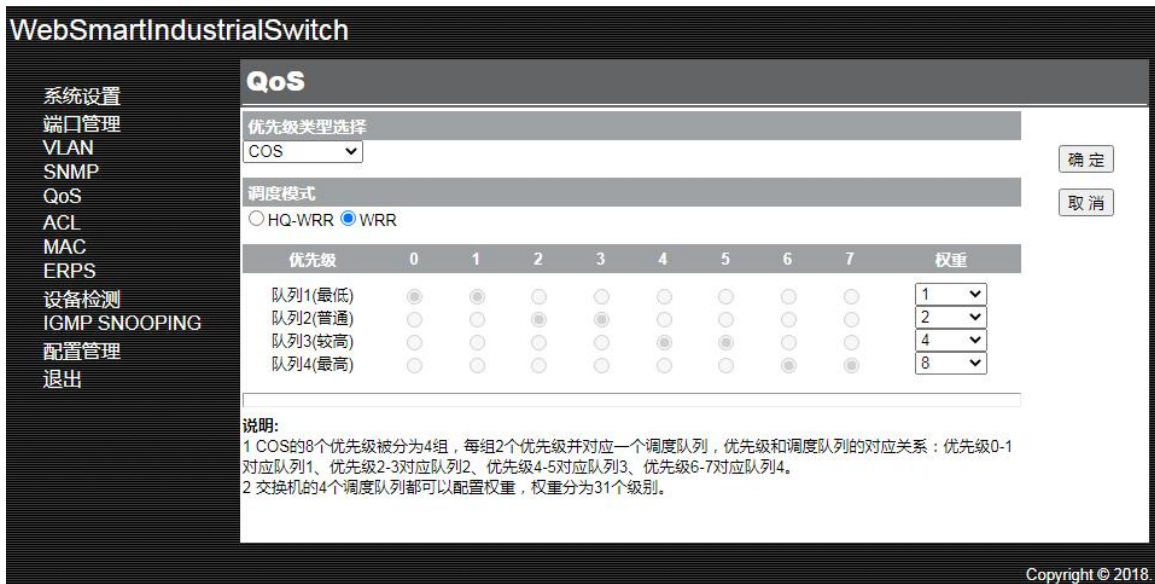 WebSmartIndustrialSwitch
系统设置
端口管理
VLAN
SNMP
QoS
ACL
MAC
ERPS
设备检测
IGMP SNOOPING
配置管理
退出
QoS
优先级类型选择
COS
确 定
取 消
调度模式
HQ-WRR WRR
优先级 0 1 2 3 4 5 6 7 权重
队列1(最低) 1
队列2(普通) 2
队列3(较高) 4
队列4(最高) 8
说明:
1 COS的8个优先级被分为4组，每组2个优先级并对应一个调度队列，优先级和调度队列的对应关系：优先级0-1
对应队列1、优先级2-3对应队列2、优先级4-5对应队列3、优先级6-7对应队列4。
2 交换机的4个调度队列都可以配置权重，权重分为31个级别。
Copyright © 2018.